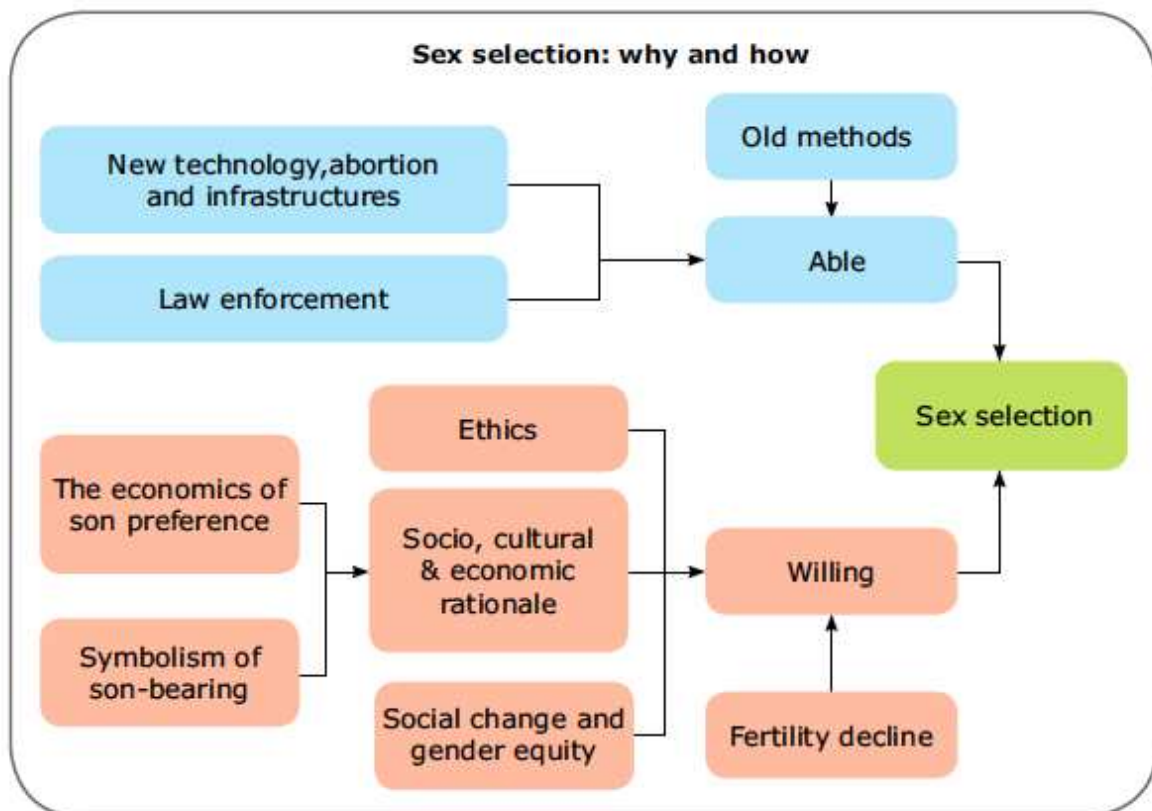 Sex selection: why and how
New technology,abortion
and infrastructures
Law enforcement
Old methods
Able
Sex selection
The economics of
son preference
Symbolism of
son-bearing
Ethics
Socio, cultural
& economic
rationale
Social change and
gender equity
Willing
Fertility decline